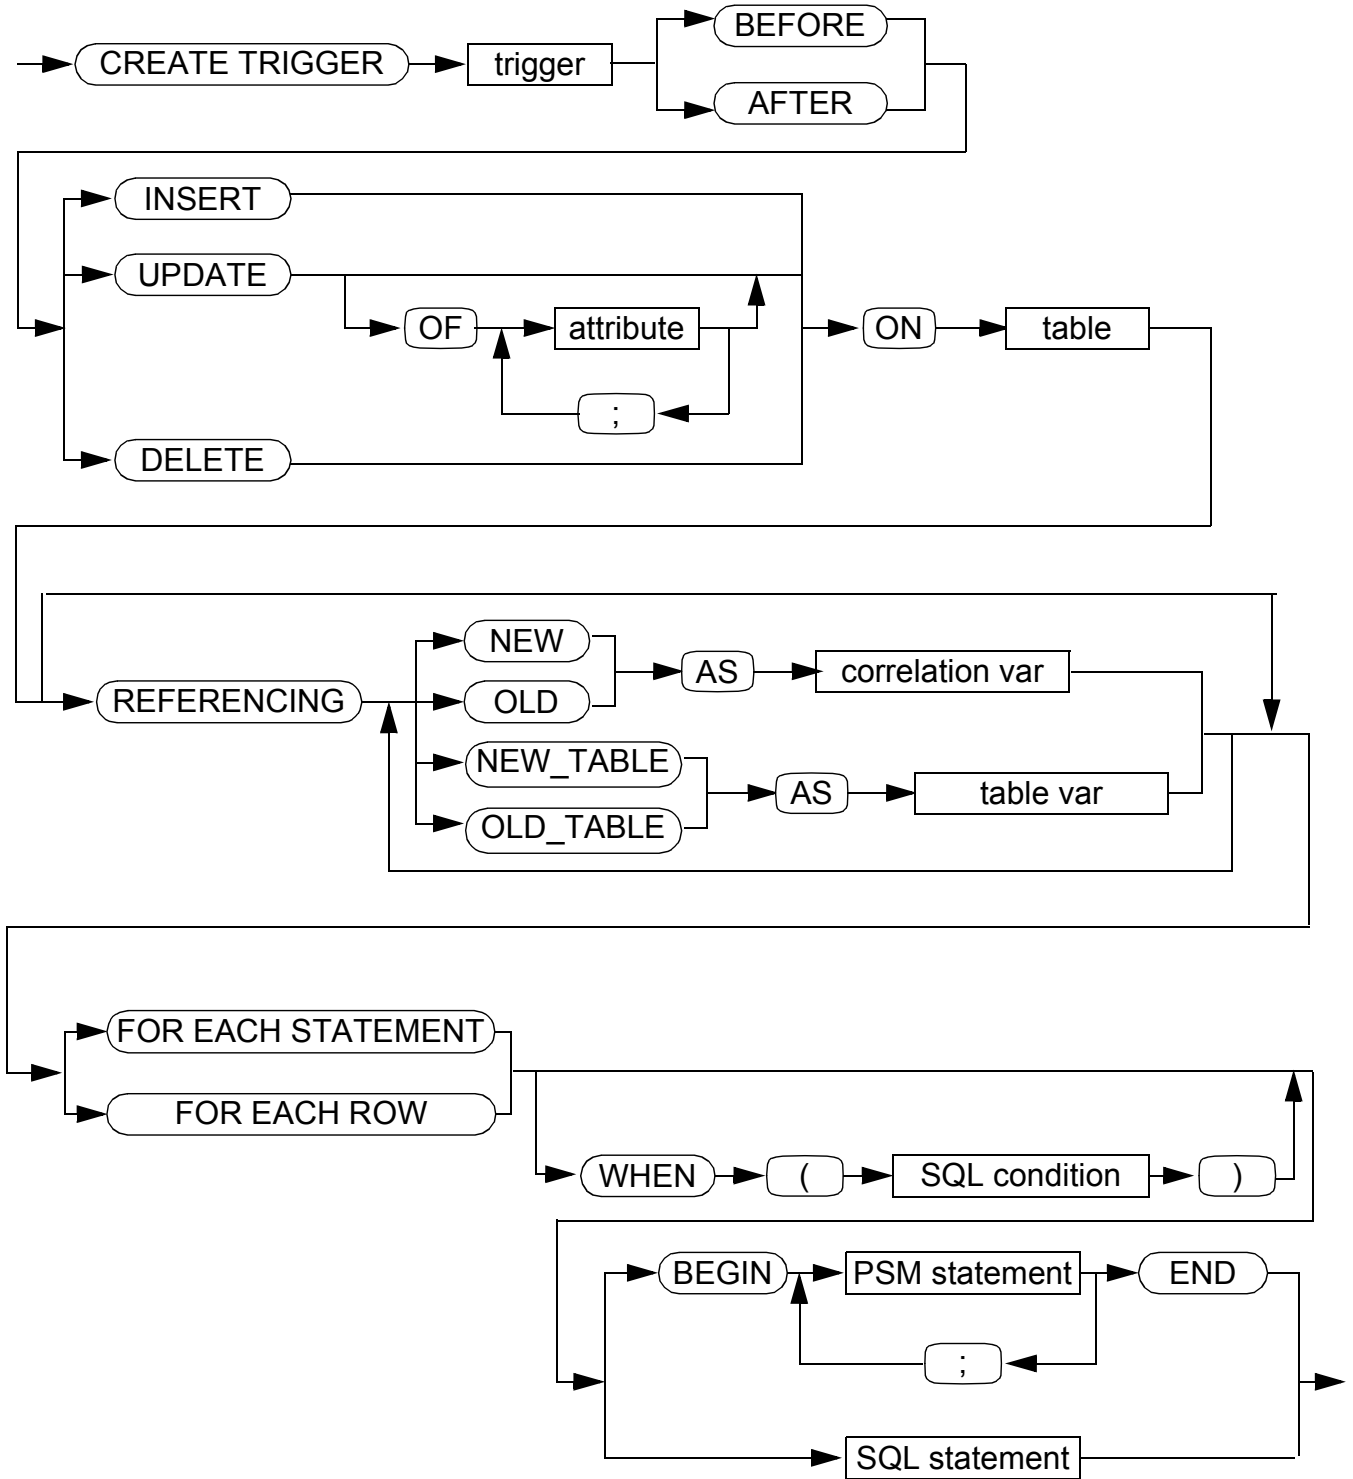 BEFORE
CREATE TRIGGER trigger
AFTER
INSERT
UPDATE
OF attribute ON table
;
DELETE
NEW
AS correlation var
REFERENCING OLD
NEW_TABLE
AS table var
OLD_TABLE
FOR EACH STATEMENT
FOR EACH ROW
WHEN ( SQL condition )
BEGIN PSM statement END
;
SQL statement